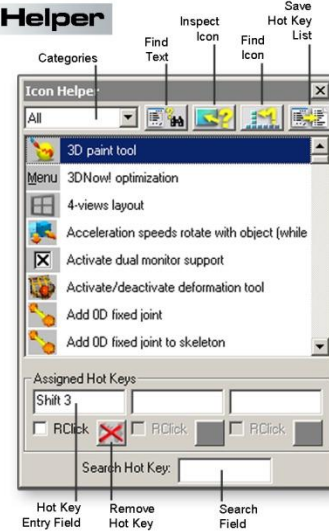 Helper
Save
Hot Key
List
Inspect
Icon
Find
Text
Find
Icon
Categories
Icon Helper
All
3D paint tool
Menu 3DNow! optimization
4-views layout
Acceleration speeds rotate with object (while
Activate dual monitor support
Activate/deactivate deformation tool
Add 0D fixed joint
Add 0D fixed joint to skeleton
Assigned Hot Keys
Shift 3
RClick RClick RClick
Search Hot Key:
Hot Key
Entry Field
Remove
Hot Key
Search
Field